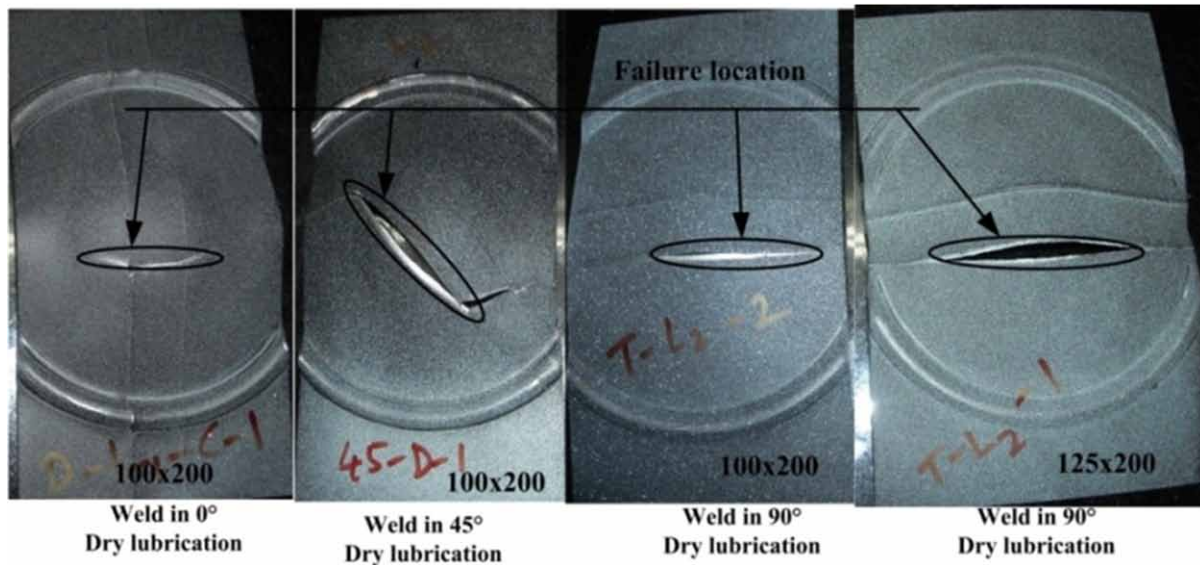 Failure location
T-L2-2
T-L2-1
45-D-1
100x200
100x200
100x200
125x200
Weld in 0°
Dry lubrication
Weld in 45°
Dry lubrication
Weld in 90°
Dry lubrication
Weld in 90°
Dry lubrication